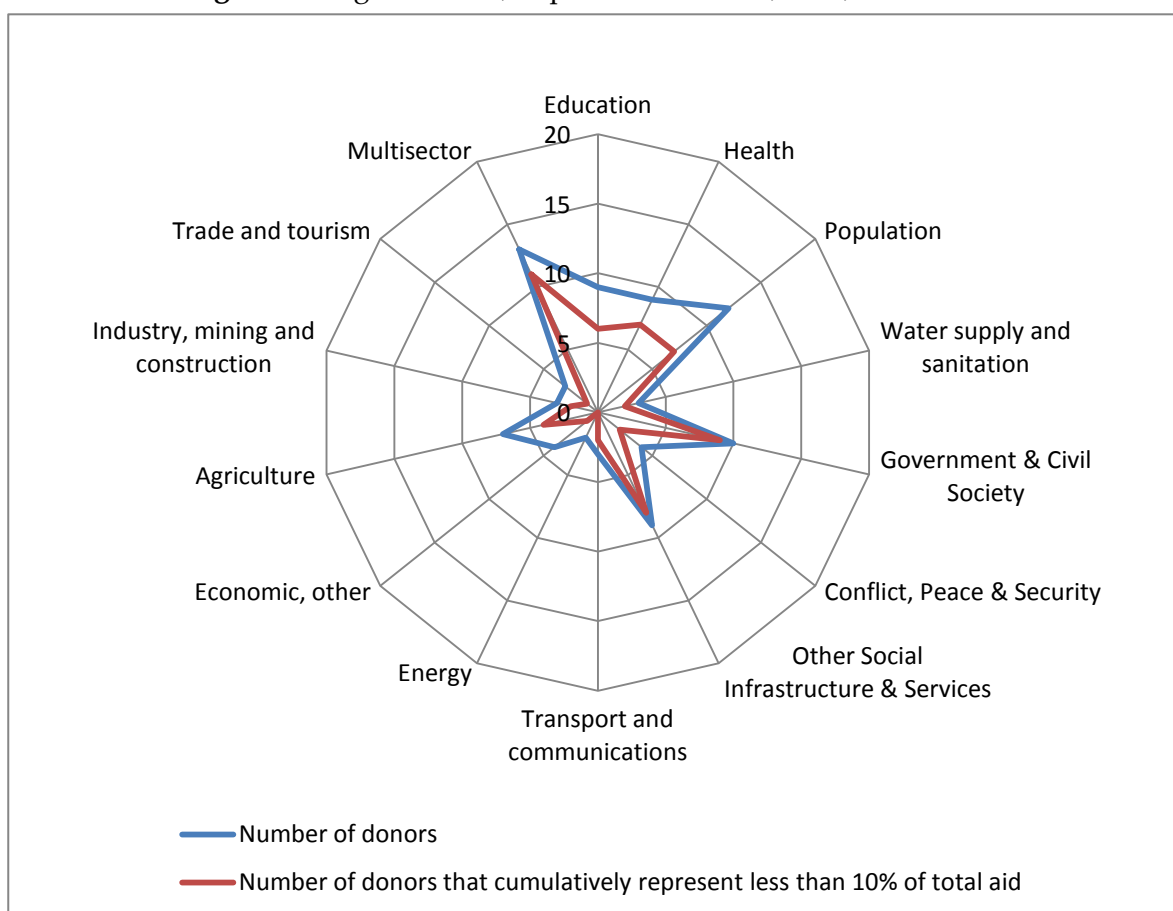 Education
20
Multisector
Health
15
Trade and tourism
Population
10
Industry, mining and
construction
Water supply and
sanitation
5
0
Agriculture
Government & Civil
Society
Economic, other
Conflict, Peace & Security
Energy
Other Social
Infrastructure & Services
Transport and
communications
Number of donors
Number of donors that cumulatively represent less than 10% of total aid